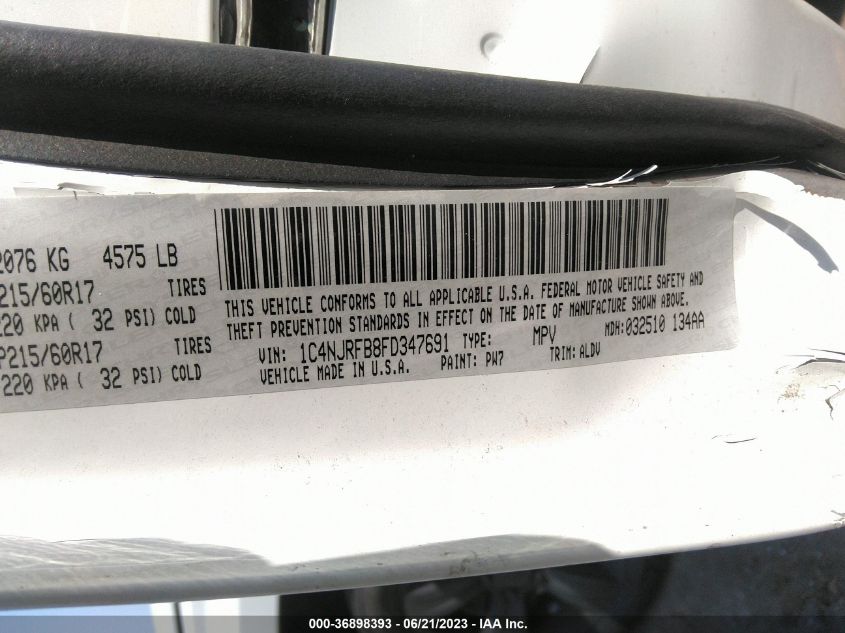 2076 KG 4575 LB
P215/60R17 TIRES
220 KPA ( 32 PSI) COLD
P215/60R17 TIRES
220 KPA ( 32 PSI) COLD
THIS VEHICLE CONFORMS TO ALL APPLICABLE U.S.A. FEDERAL MOTOR VEHICLE SAFETY AND
THEFT PREVENTION STANDARDS IN EFFECT ON THE DATE OF MANUFACTURE SHOWN ABOVE.
VIN: 1C4NJRFB8FD347691 TYPE: MPV MDH:032510 134AA
VEHICLE MADE IN U.S.A. PAINT: PW7 TRIM: ALDV
000-36898393 - 06/21/2023 - IAA Inc.